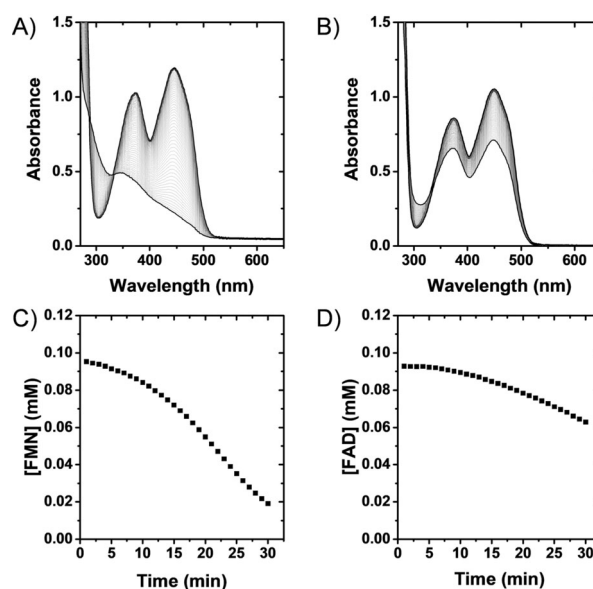 A)
1.5
1.0
0.5
0.0
Absorbance
300 400 500 600
Wavelength (nm)
B)
1.5
1.0
0.5
0.0
Absorbance
300 400 500 600
Wavelength (nm)
C)
0.12
0.10
0.08
0.06
0.04
0.02
0.00
[FMN] (mM)
0 5 10 15 20 25 30
Time (min)
D)
0.12
0.10
0.08
0.06
0.04
0.02
0.00
[FAD] (mM)
0 5 10 15 20 25 30
Time (min)